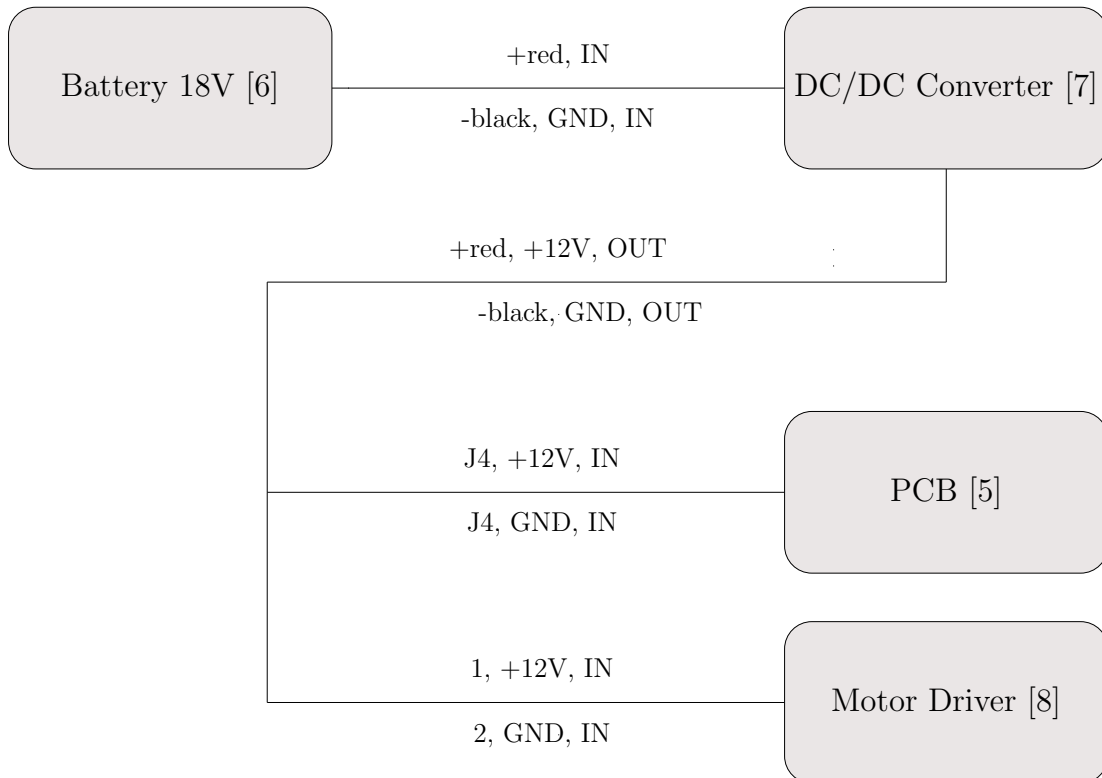 Battery 18V [6]
+red, IN
-black, GND, IN
DC/DC Converter [7]
+red, +12V, OUT
-black, GND, OUT
J4, +12V, IN
J4, GND, IN
PCB [5]
1, +12V, IN
2, GND, IN
Motor Driver [8]